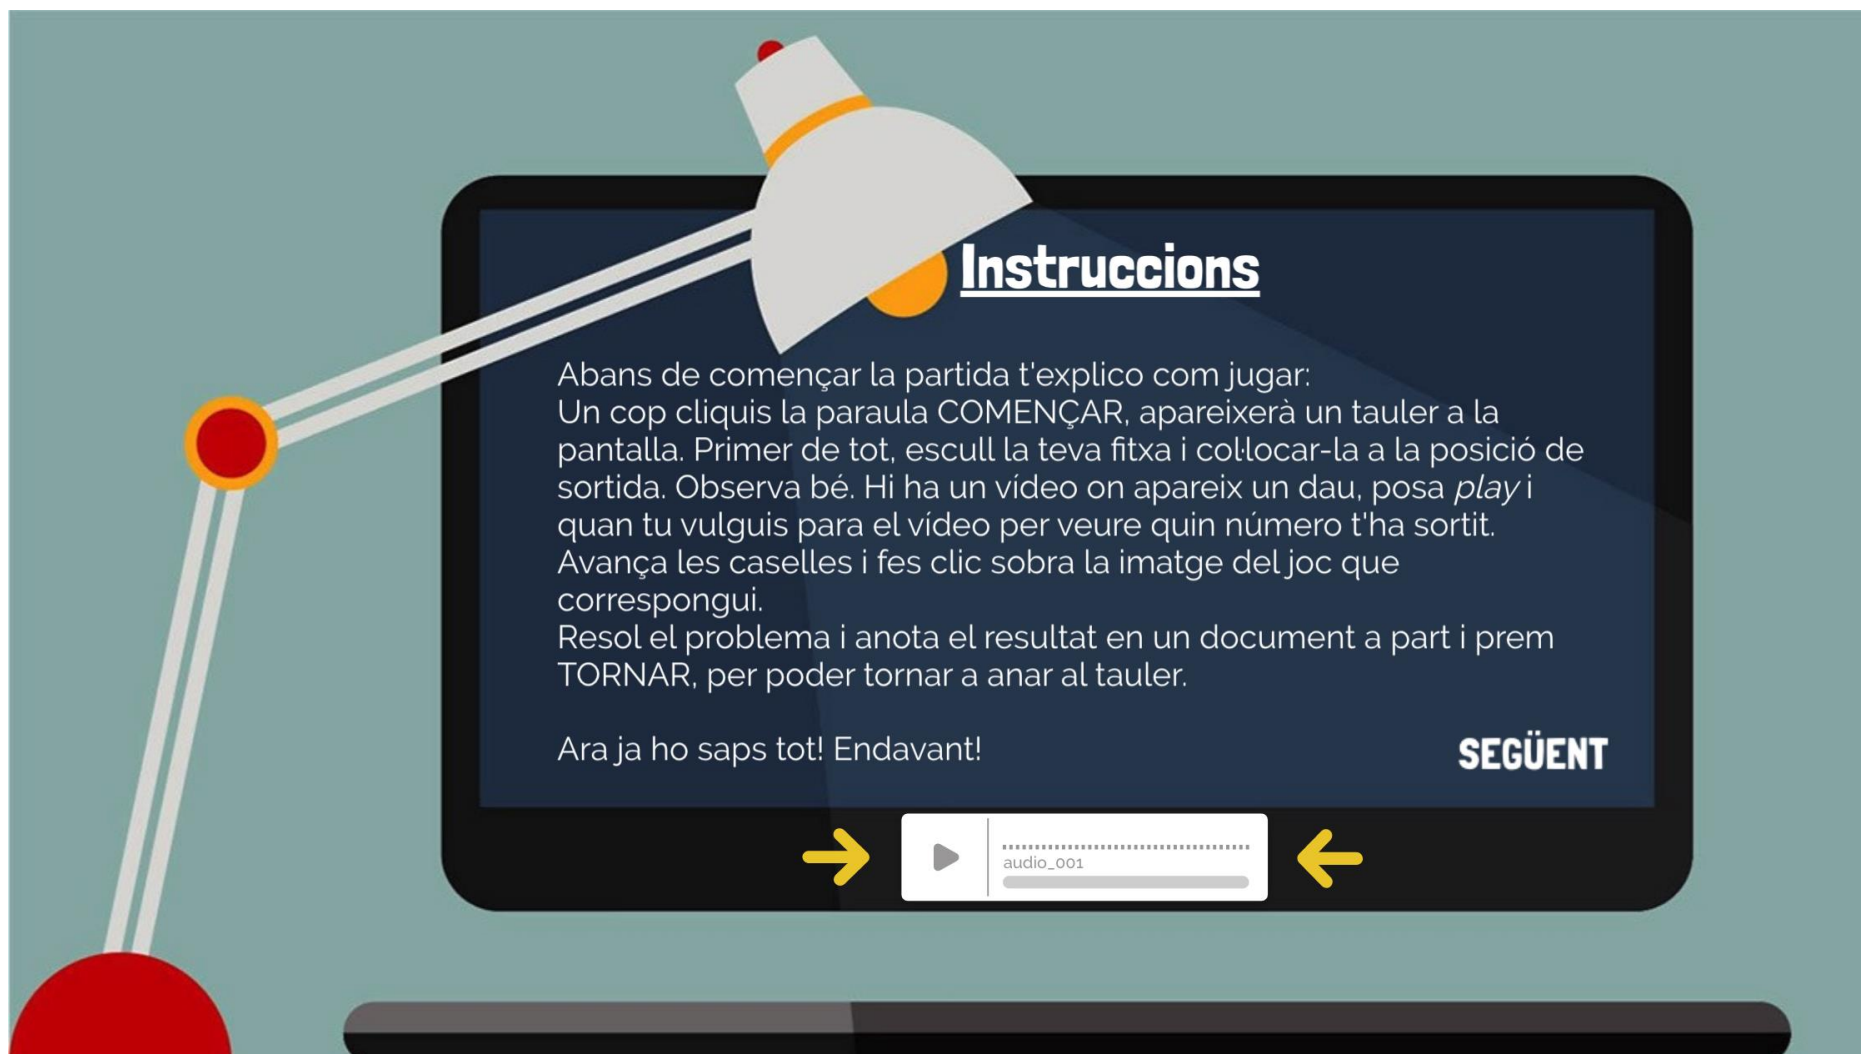 Instruccions
Abans de començar la partida t'explico com jugar:
Un cop cliquis la paraula COMENÇAR, apareixerà un tauler a la
pantalla. Primer de tot, escull la teva fitxa i col·locar-la a la posició de
sortida. Observa bé. Hi ha un vídeo on apareix un dau, posa play i
quan tu vulguis para el vídeo per veure quin número t'ha sortit.
Avança les caselles i fes clic sobra la imatge del joc que
correspongui.
Resol el problema i anota el resultat en un document a part i prem
TORNAR, per poder tornar a anar al tauler.
Ara ja ho saps tot! Endavant!
SEGÜENT
audio_001